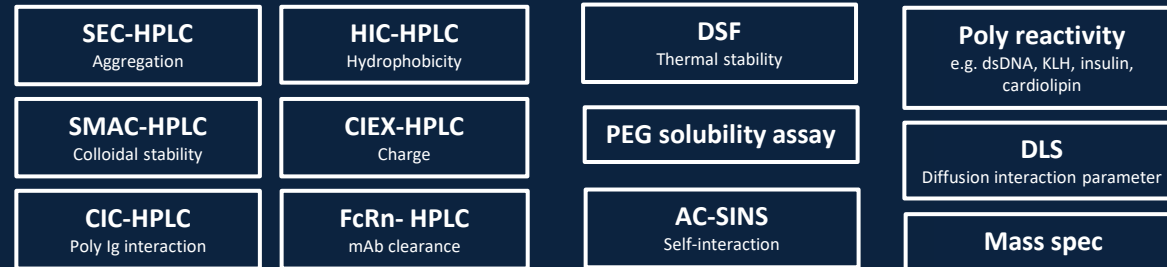 SEC-HPLC
Aggregation
HIC-HPLC
Hydrophobicity
DSF
Thermal stability
Poly reactivity
e.g. dsDNA, KLH, insulin,
cardiolipin
SMAC-HPLC
Colloidal stability
CIEX-HPLC
Charge
PEG solubility assay
DLS
Diffusion interaction parameter
CIC-HPLC
Poly Ig interaction
FcRn- HPLC
mAb clearance
AC-SINS
Self-interaction
Mass spec